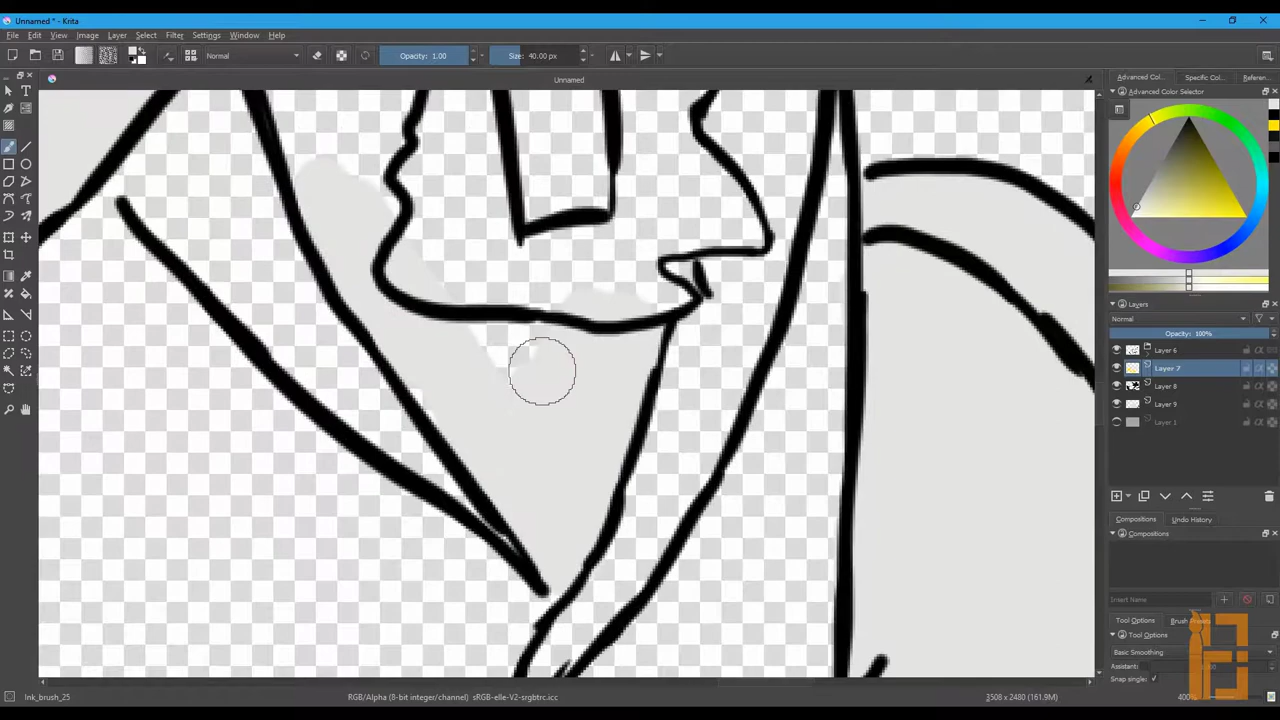 Unnamed * - Krita
File Edit View Image Layer Select Filter Settings Window Help
Normal Opacity: 1.00 Size: 40.00 px
Unnamed
Advanced Col... Specific Col... Referen...
Advanced Color Selector
Layers
Normal
Opacity: 100%
Layer 6
Layer 7
Layer 8
Layer 9
Layer 1
Compositions Undo History
Compositions
Insert Name
Tool Options
Tool Options
Basic Smoothing
Assistant:
Snap single:
Ink_brush_25 RGB/Alpha (8-bit integer/channel) sRGB-elle-V2-srgbtrc.icc 3508 x 2480 (161.9M)